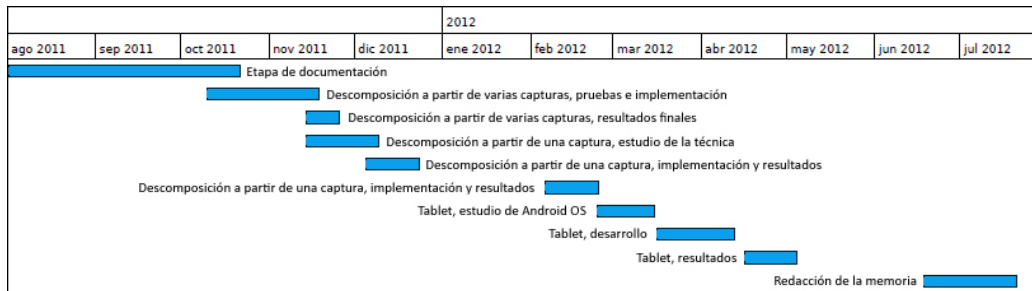 2012
ago 2011 sep 2011 oct 2011 nov 2011 dic 2011 ene 2012 feb 2012 mar 2012 abr 2012 may 2012 jun 2012 jul 2012
Etapa de documentación
Descomposición a partir de varias capturas, pruebas e implementación
Descomposición a partir de varias capturas, resultados finales
Descomposición a partir de una captura, estudio de la técnica
Descomposición a partir de una captura, implementación y resultados
Descomposición a partir de una captura, implementación y resultados
Tablet, estudio de Android OS
Tablet, desarrollo
Tablet, resultados
Redacción de la memoria